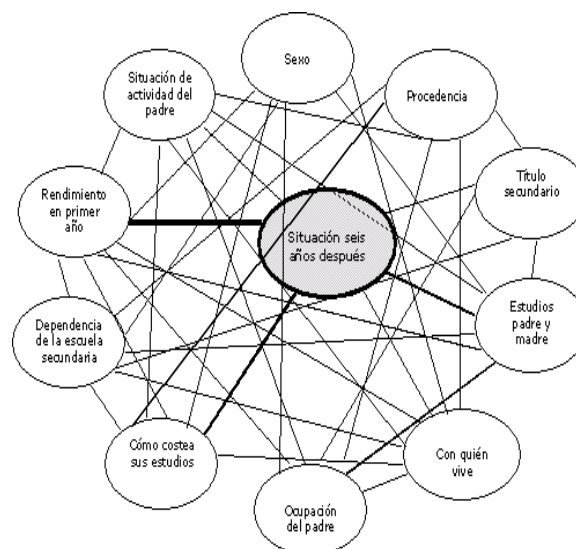 Sexo
Situación de
actividad del
padre
Procedencia
Título
secundario
Rendimiento
en primer
año
Situación seis
años después
Estudios
padre y
madre
Dependencia
de la escuela
secundaria
Cómo costea
sus estudios
Con quién
vive
Ocupación
del padre